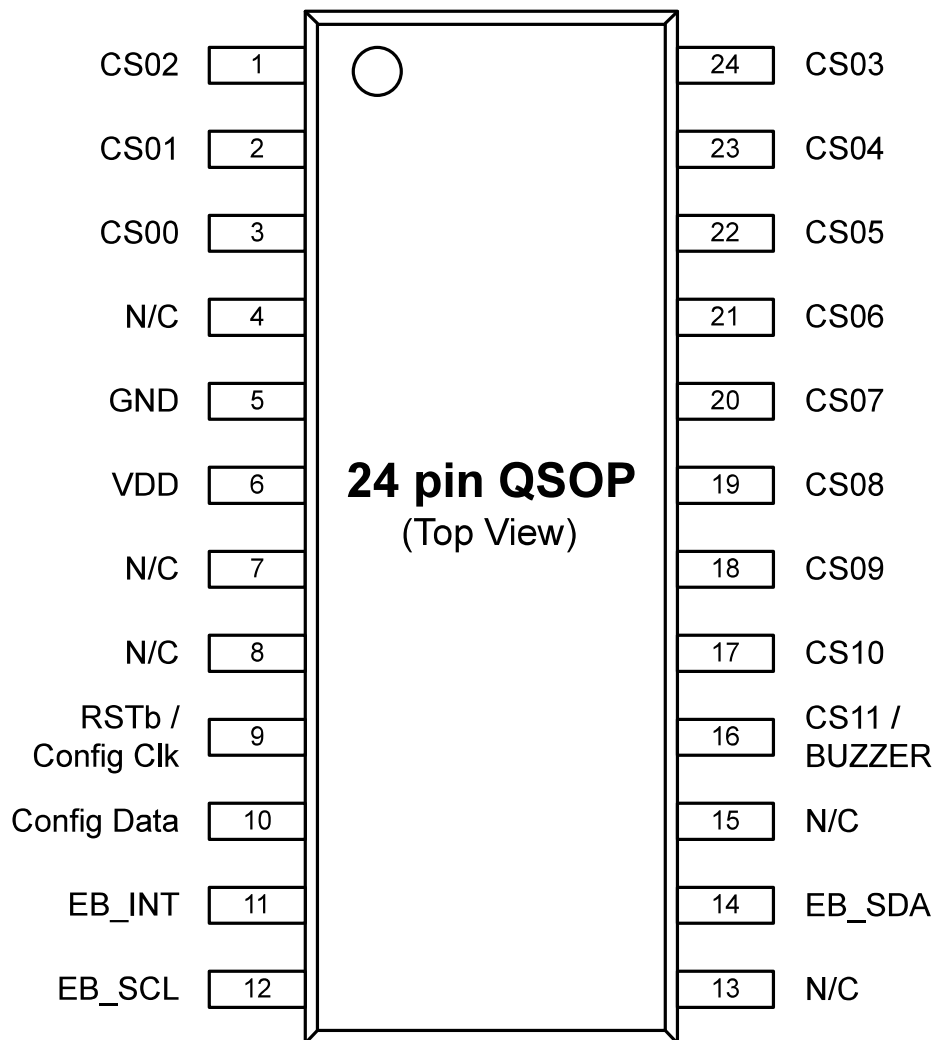 CS02 1 24 CS03
CS01 2 23 CS04
CS00 3 22 CS05
N/C 4 21 CS06
GND 5 20 CS07
VDD 6 19 CS08
24 pin QSOP
(Top View)
N/C 7 18 CS09
N/C 8 17 CS10
RSTb /
Config Clk 9 16 CS11 /
BUZZER
Config Data 10 15 N/C
EB_INT 11 14 EB_SDA
EB_SCL 12 13 N/C